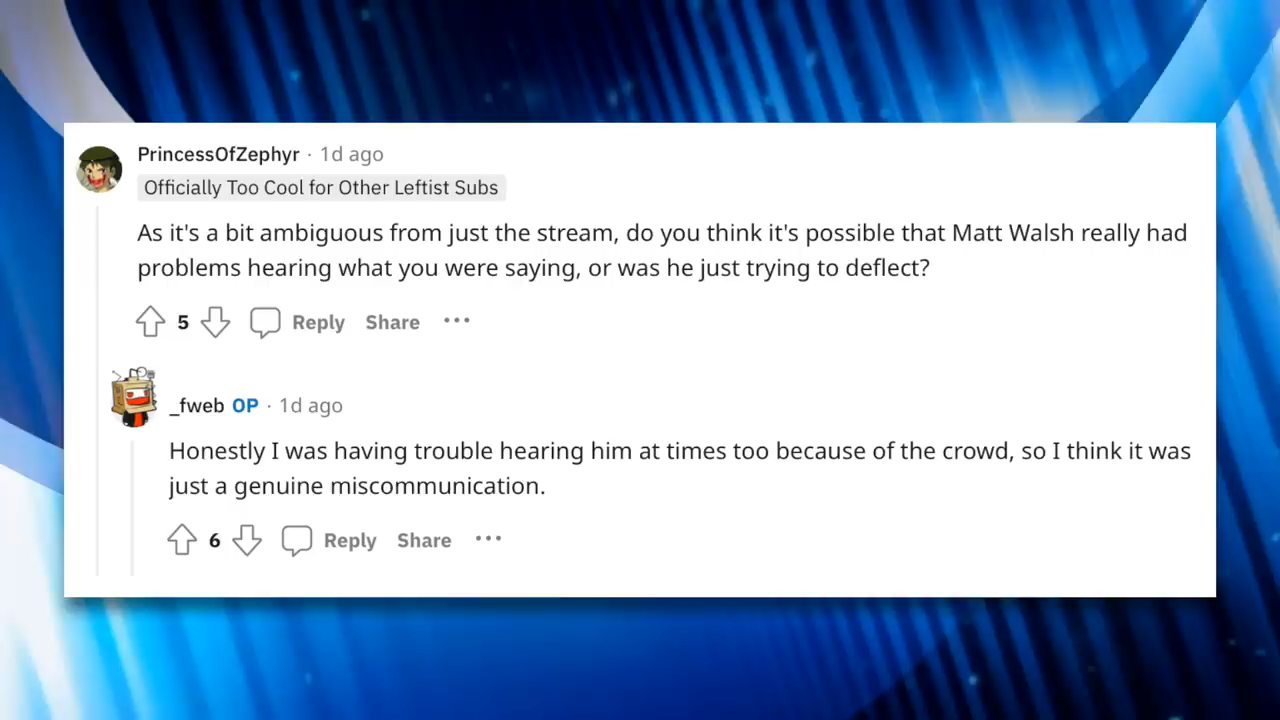 PrincessOfZephyr · 1d ago
Officially Too Cool for Other Leftist Subs
As it's a bit ambiguous from just the stream, do you think it's possible that Matt Walsh really had
problems hearing what you were saying, or was he just trying to deflect?
5 Reply Share ···
_fweb OP · 1d ago
Honestly I was having trouble hearing him at times too because of the crowd, so I think it was
just a genuine miscommunication.
6 Reply Share ···